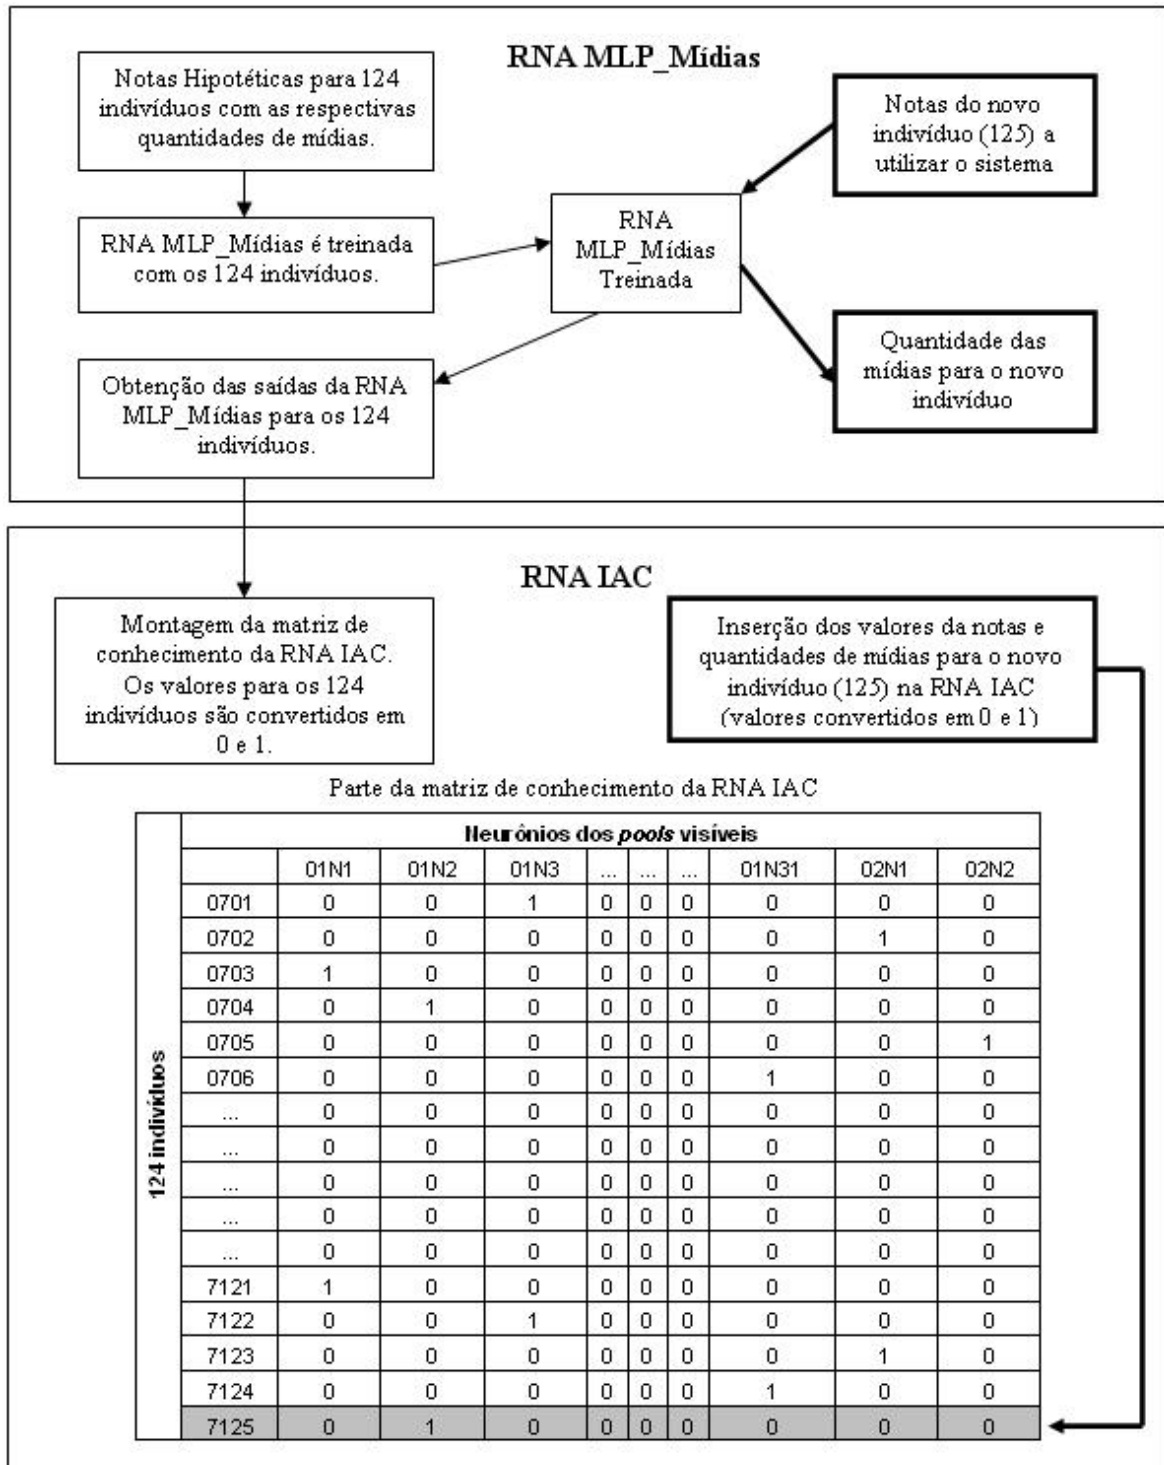 RNA MLP_Mídias
Notas Hipotéticas para 124
indivíduos com as respectivas
quantidades de mídias.
Notas do novo
indivíduo (125) a
utilizar o sistema
RNA MLP_Mídias é treinada
com os 124 indivíduos.
RNA
MLP_Mídias
Treinada
Quantidade das
mídias para o novo
indivíduo
Obtenção das saídas da RNA
MLP_Mídias para os 124
indivíduos.
RNA IAC
Montagem da matriz de
conhecimento da RNA IAC.
Os valores para os 124
indivíduos são convertidos em
0 e 1.
Inserção dos valores da notas e
quantidades de mídias para o novo
indivíduo (125) na RNA IAC
(valores convertidos em 0 e 1)
Parte da matriz de conhecimento da RNA IAC
124 indivíduos
Neurônios dos pools visíveis
01N1 01N2 01N3 ... ... ... 01N31 02N1 02N2
0701 0 0 1 0 0 0 0 0 0
0702 0 0 0 0 0 0 0 1 0
0703 1 0 0 0 0 0 0 0 0
0704 0 1 0 0 0 0 0 0 0
0705 0 0 0 0 0 0 0 0 1
0706 0 0 0 0 0 0 1 0 0
... 0 0 0 0 0 0 0 0 0
... 0 0 0 0 0 0 0 0 0
... 0 0 0 0 0 0 0 0 0
... 0 0 0 0 0 0 0 0 0
... 0 0 0 0 0 0 0 0 0
7121 1 0 0 0 0 0 0 0 0
7122 0 0 1 0 0 0 0 0 0
7123 0 0 0 0 0 0 0 1 0
7124 0 0 0 0 0 0 1 0 0
7125 0 1 0 0 0 0 0 0 0